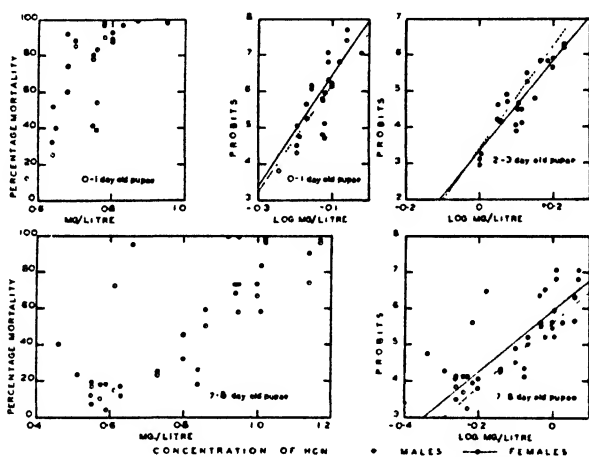 PERCENTAGE MORTALITY
100
80
60
40
20
0
0-1 day old pupae
0.6
0.8
1.0
MG/LITRE
PROBITS
7
6
5
4
3
0-1 day old pupae
-0.3
-0.1
+0.1
LOG MG/LITRE
PROBITS
7
6
5
4
3
2
2-3 day old pupae
-0.2
0
+0.2
LOG MG/LITRE
PERCENTAGE MORTALITY
100
80
60
40
20
0
7-8 day old pupae
0.4
0.6
0.8
1.0
1.2
MG/LITRE
PROBITS
8
7
6
5
4
3
7-8 day old pupae
-0.4
-0.2
0
LOG MG/LITRE
CONCENTRATION OF HCN
MALES
FEMALES